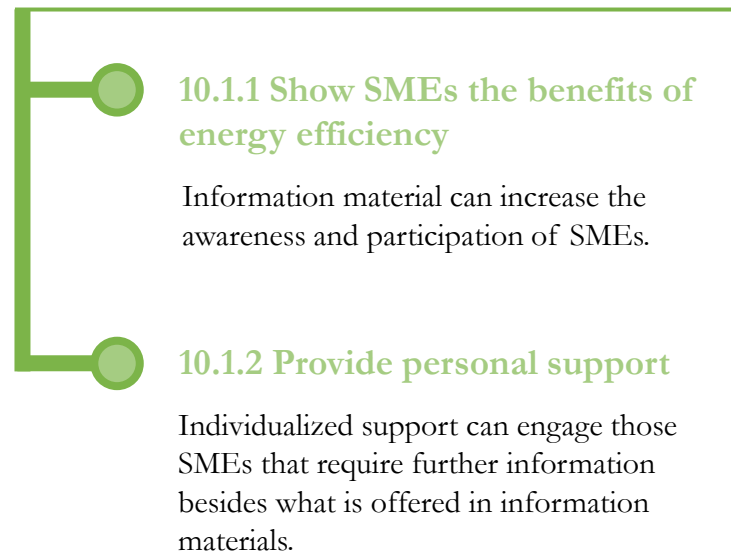 10.1.1 Show SMEs the benefits of
energy efficiency
Information material can increase the
awareness and participation of SMEs.
10.1.2 Provide personal support
Individualized support can engage those
SMEs that require further information
besides what is offered in information
materials.